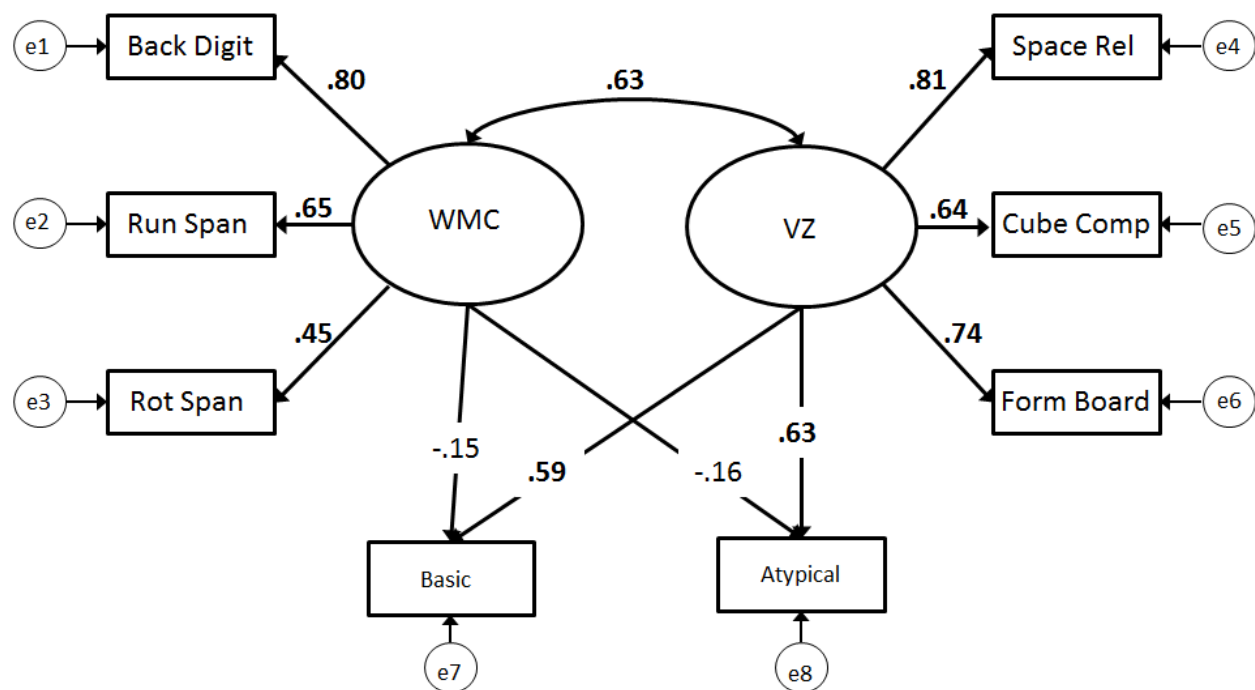 e1
Back Digit
.80
.63
.81
Space Rel
e4
e2
Run Span
.65
WMC
VZ
.64
Cube Comp
e5
e3
Rot Span
.45
.74
Form Board
e6
-.15
.59
-.16
.63
Basic
Atypical
e7
e8